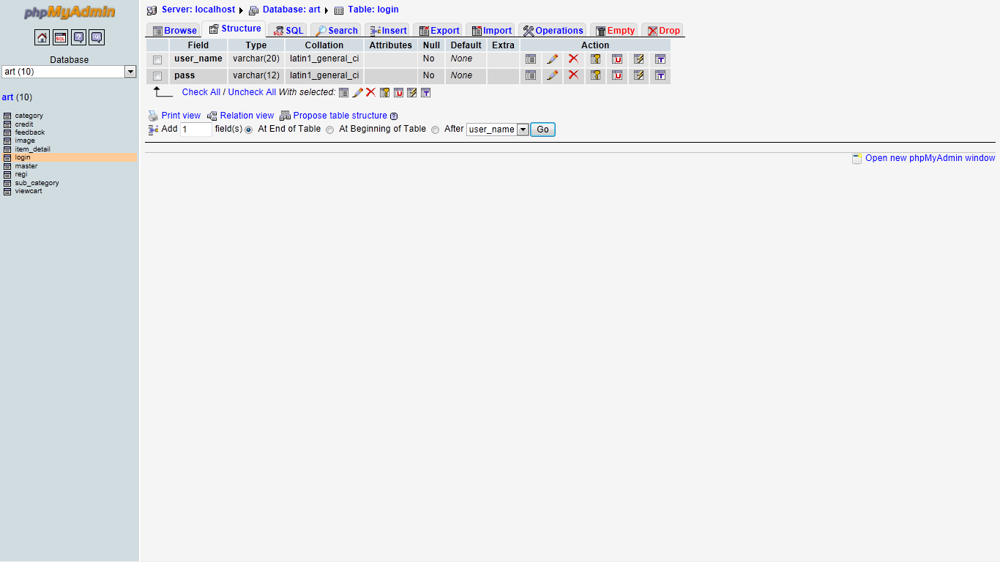 phpMyAdmin
Database
art (10)
art (10)
category
credit
feedback
image
item_detail
login
master
regi
sub_category
viewcart
Server: localhost Database: art Table: login
Browse Structure SQL Search Insert Export Import Operations Empty Drop
Field Type Collation Attributes Null Default Extra Action
user_name varchar(20) latin1_general_ci No None
pass varchar(12) latin1_general_ci No None
Check All / Uncheck All With selected:
Print view Relation view Propose table structure
Add 1 field(s) At End of Table At Beginning of Table After user_name Go
Open new phpMyAdmin window